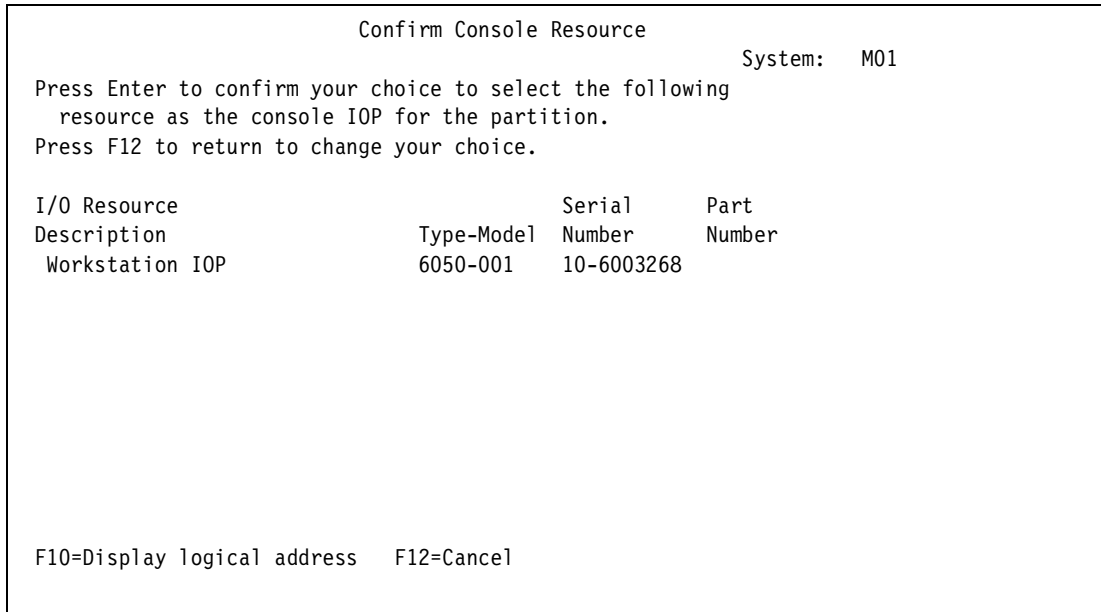 Confirm Console Resource
System: M01
Press Enter to confirm your choice to select the following
resource as the console IOP for the partition.
Press F12 to return to change your choice.
I/O Resource Serial Part
Description Type-Model Number Number
Workstation IOP 6050-001 10-6003268
F10=Display logical address F12=Cancel